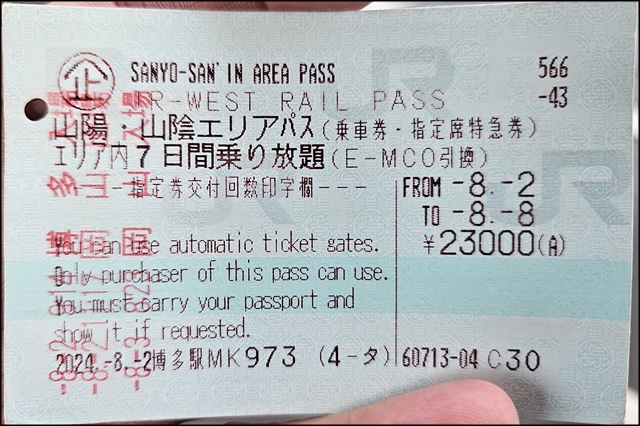 企 SANYO-SAN'IN AREA PASS 566
JR-WEST RAIL PASS -43
山陽・山陰エリアパス(乗車券・指定席特急券)
エリア内7日間乗り放題(E-MCO引換)
---指定券交付回数印字欄---
FROM -8.-2
TO -8.-8
¥23000(A)
You can use automatic ticket gates.
Only purchaser of this pass can use.
You must carry your passport and
show it if requested.
2024.-8.-2博多駅MK973 (4-タ) 60713-04 C30